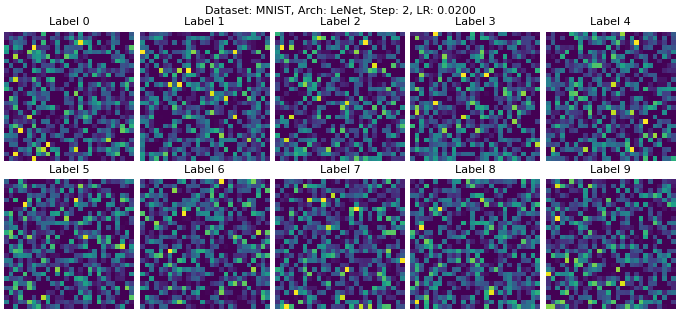 Dataset: MNIST, Arch: LeNet, Step: 2, LR: 0.0200
Label 0
Label 1
Label 2
Label 3
Label 4
Label 5
Label 6
Label 7
Label 8
Label 9